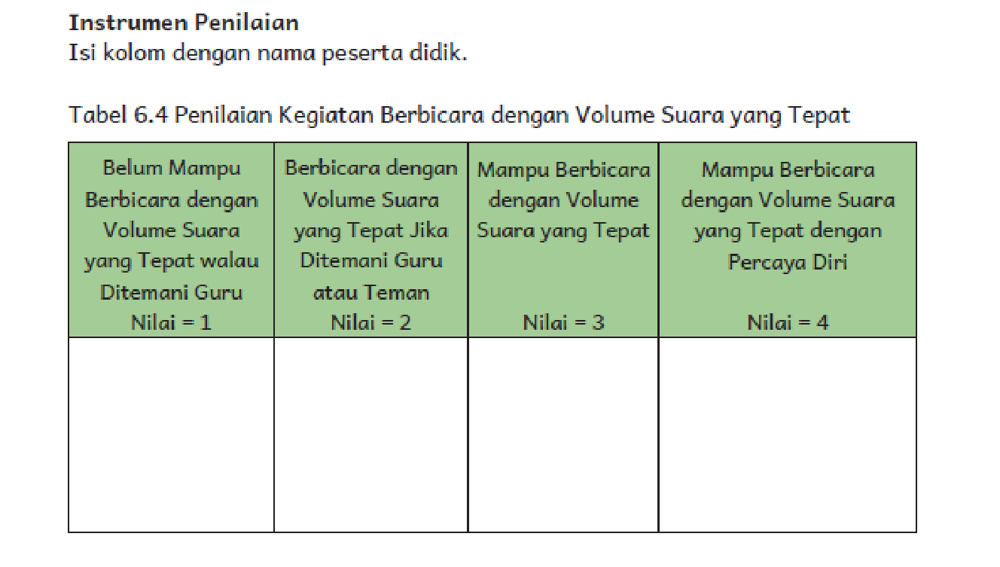 Instrumen Penilaian
Isi kolom dengan nama peserta didik.
Tabel 6.4 Penilaian Kegiatan Berbicara dengan Volume Suara yang Tepat
Belum Mampu
Berbicara dengan
Volume Suara
yang Tepat walau
Ditemani Guru
Nilai = 1
Berbicara dengan
Volume Suara
yang Tepat Jika
Ditemani Guru
atau Teman
Nilai = 2
Mampu Berbicara
dengan Volume
Suara yang Tepat
Nilai = 3
Mampu Berbicara
dengan Volume Suara
yang Tepat dengan
Percaya Diri
Nilai = 4